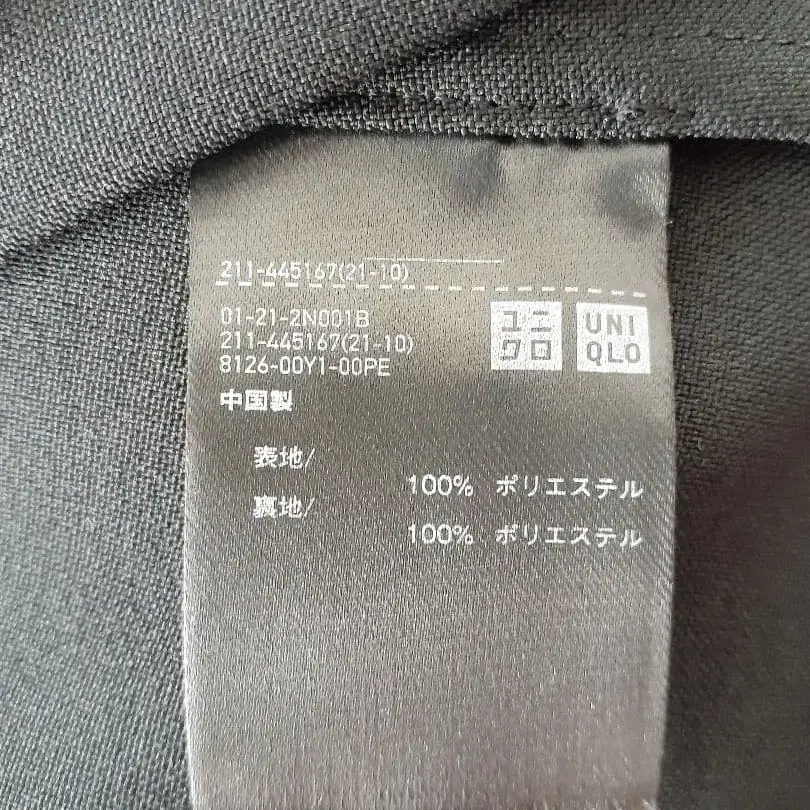 211-445167(21-10)
01-21-2N001B
211-445167(21-10)
8126-00Y1-00PE
中国製
ユニ
クロ
UNI
QLO
表地/
100% ポリエステル
裏地/
100% ポリエステル